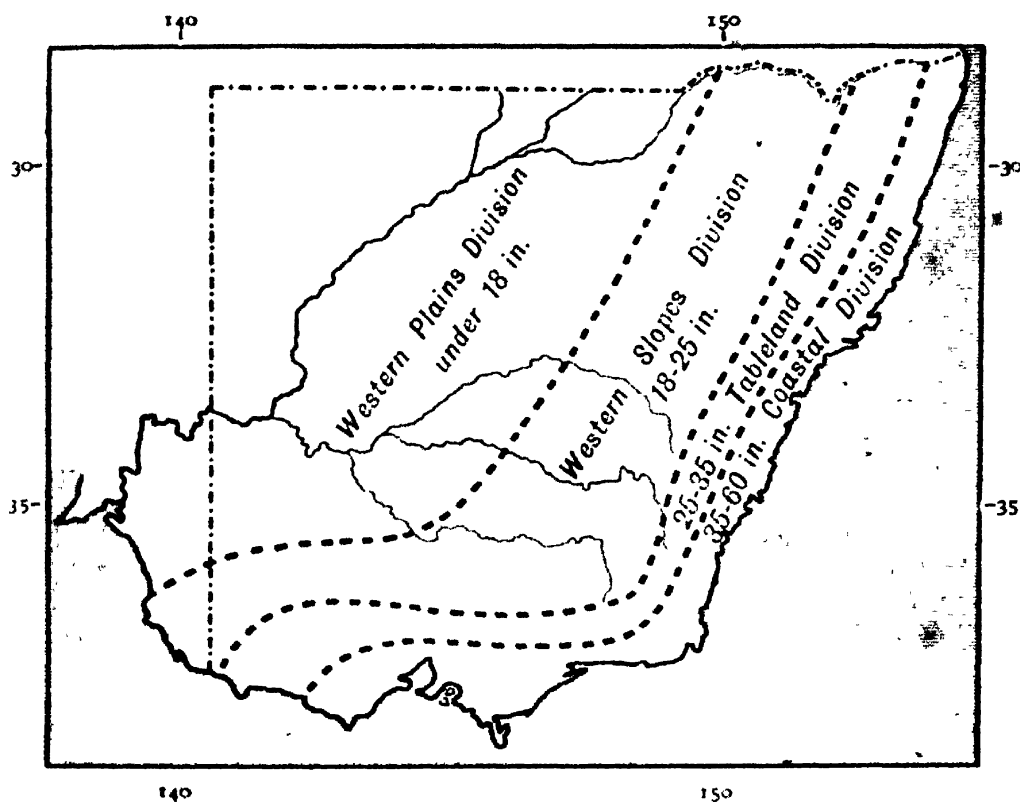 140
150
30
30
Western Plains Division
under 18 in.
Western Slopes Division
18-25 in.
Tableland Division
25-35 in.
Coastal Division
35-60 in.
35
35
140
150